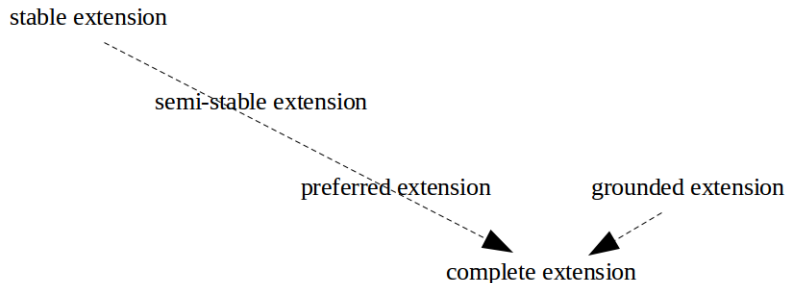 stable extension
semi-stable extension
preferred extension
grounded extension
complete extension